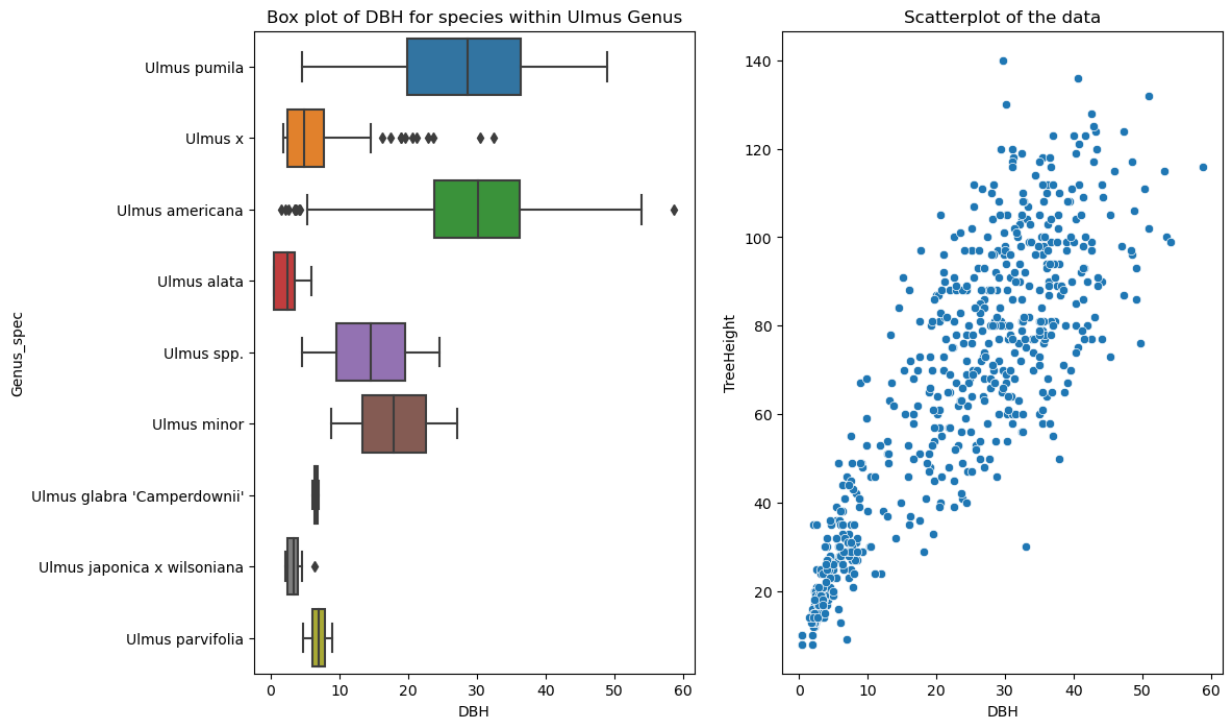 Box plot of DBH for species within Ulmus Genus
Genus_spec
Ulmus pumila
Ulmus x
Ulmus americana
Ulmus alata
Ulmus spp.
Ulmus minor
Ulmus glabra 'Camperdownii'
Ulmus japonica x wilsoniana
Ulmus parvifolia
0 10 20 30 40 50 60
DBH
Scatterplot of the data
TreeHeight
140
120
100
80
60
40
20
0 10 20 30 40 50 60
DBH